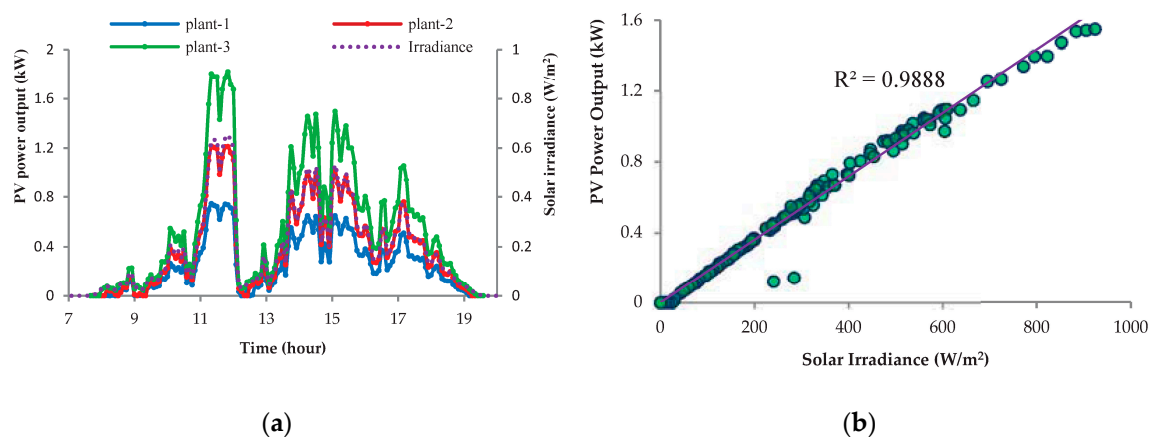 plant-1 plant-2
plant-3 Irradiance
PV power output (kW)
2
1.6
1.2
0.8
0.4
0
1
0.8
0.6
0.4
0.2
0
Solar irradiance (W/m²)
7 9 11 13 15 17 19
Time (hour)
(a)
PV Power Output (kW)
1.6
1.2
0.8
0.4
0
R² = 0.9888
0 200 400 600 800 1000
Solar Irradiance (W/m²)
(b)